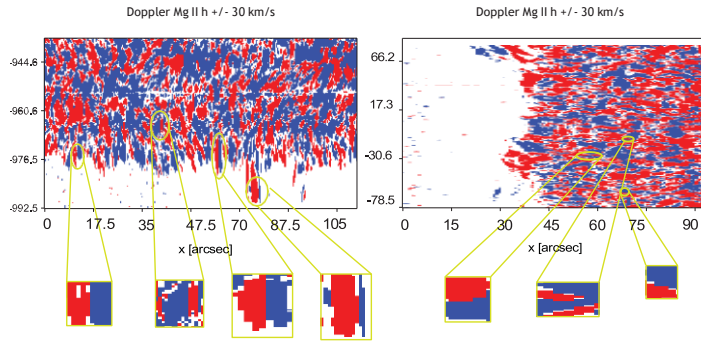 Doppler Mg II h +/- 30 km/s
-944.6
-960.6
-976.5
-992.5
0 17.5 35 47.5 70 87.5 105
x [arcsec]
Doppler Mg II h +/- 30 km/s
66.2
17.3
-30.6
-78.5
0 15 30 45 60 75 90
x [arcsec]